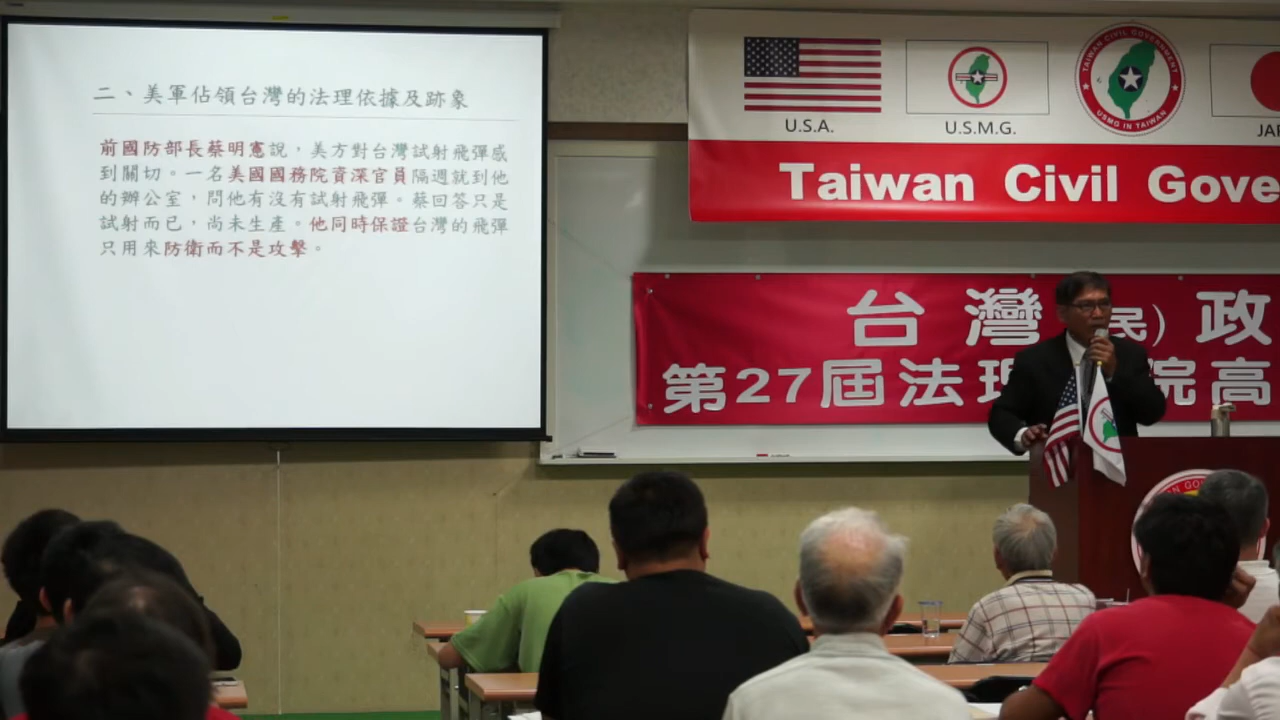 二、美軍佔領台灣的法理依據及跡象
前國防部長蔡明憲說，美方對台灣試射飛彈感
到關切。一名美國國務院資深官員隔週就到他
的辦公室，問他有沒有試射飛彈。蔡回答只是
試射而已，尚未生產。他同時保證台灣的飛彈
只用來防衛而不是攻擊。
TAIWAN CIVIL GOVERNMENT
USMG IN TAIWAN
U.S.A.
U.S.M.G.
JAP
Taiwan Civil Gove
台灣 民）政
第27屆法理 院高